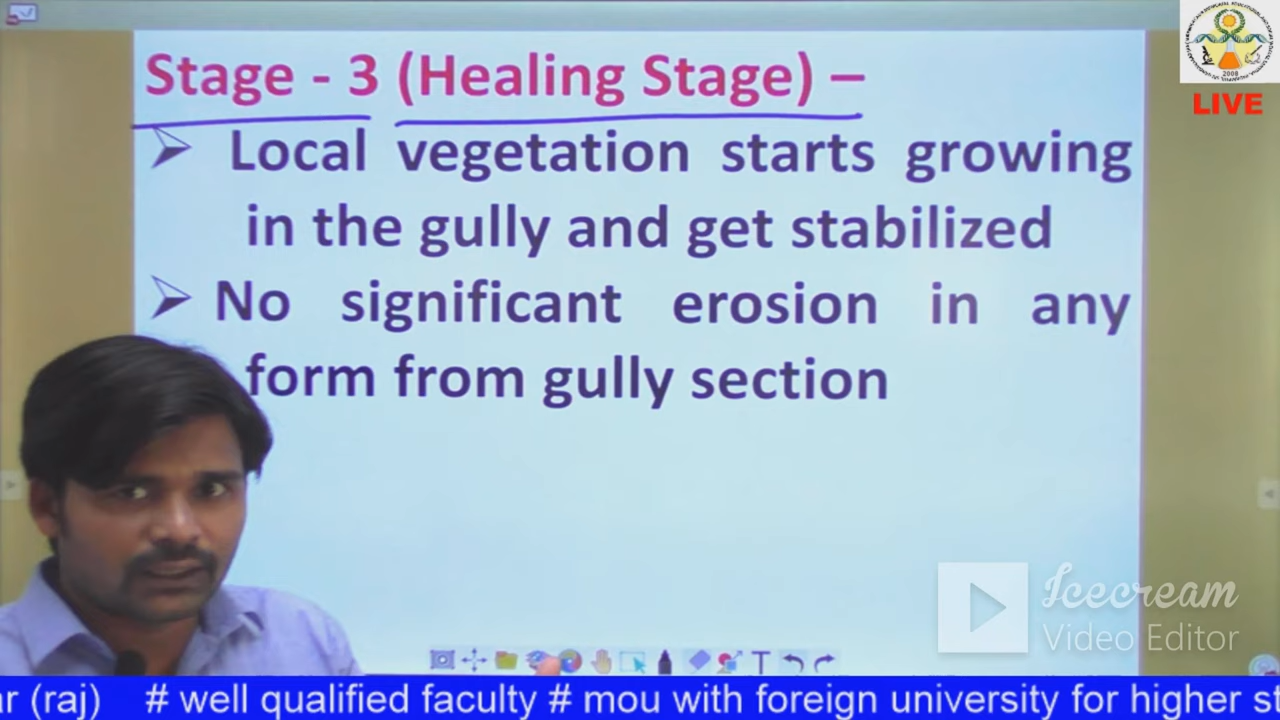 Stage - 3 (Healing Stage) –
LIVE
Local vegetation starts growing
in the gully and get stabilized
No significant erosion in any
form from gully section
Icecream
Video Editor
(raj) # well qualified faculty # mou with foreign university for higher